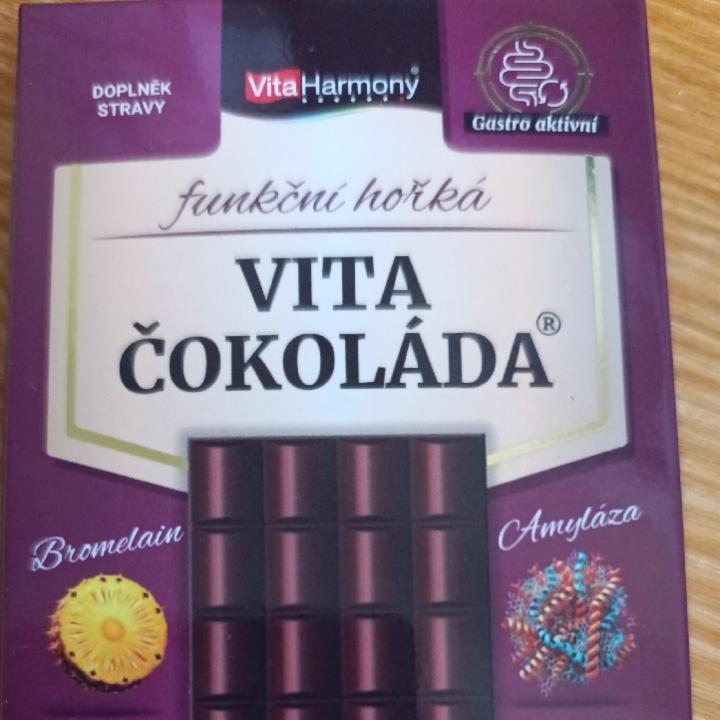 DOPLNĚK
STRAVY
VitaHarmony®
Gastro aktivní
funkční hořká
VITA
ČOKOLÁDA®
Bromelain
Amyláza